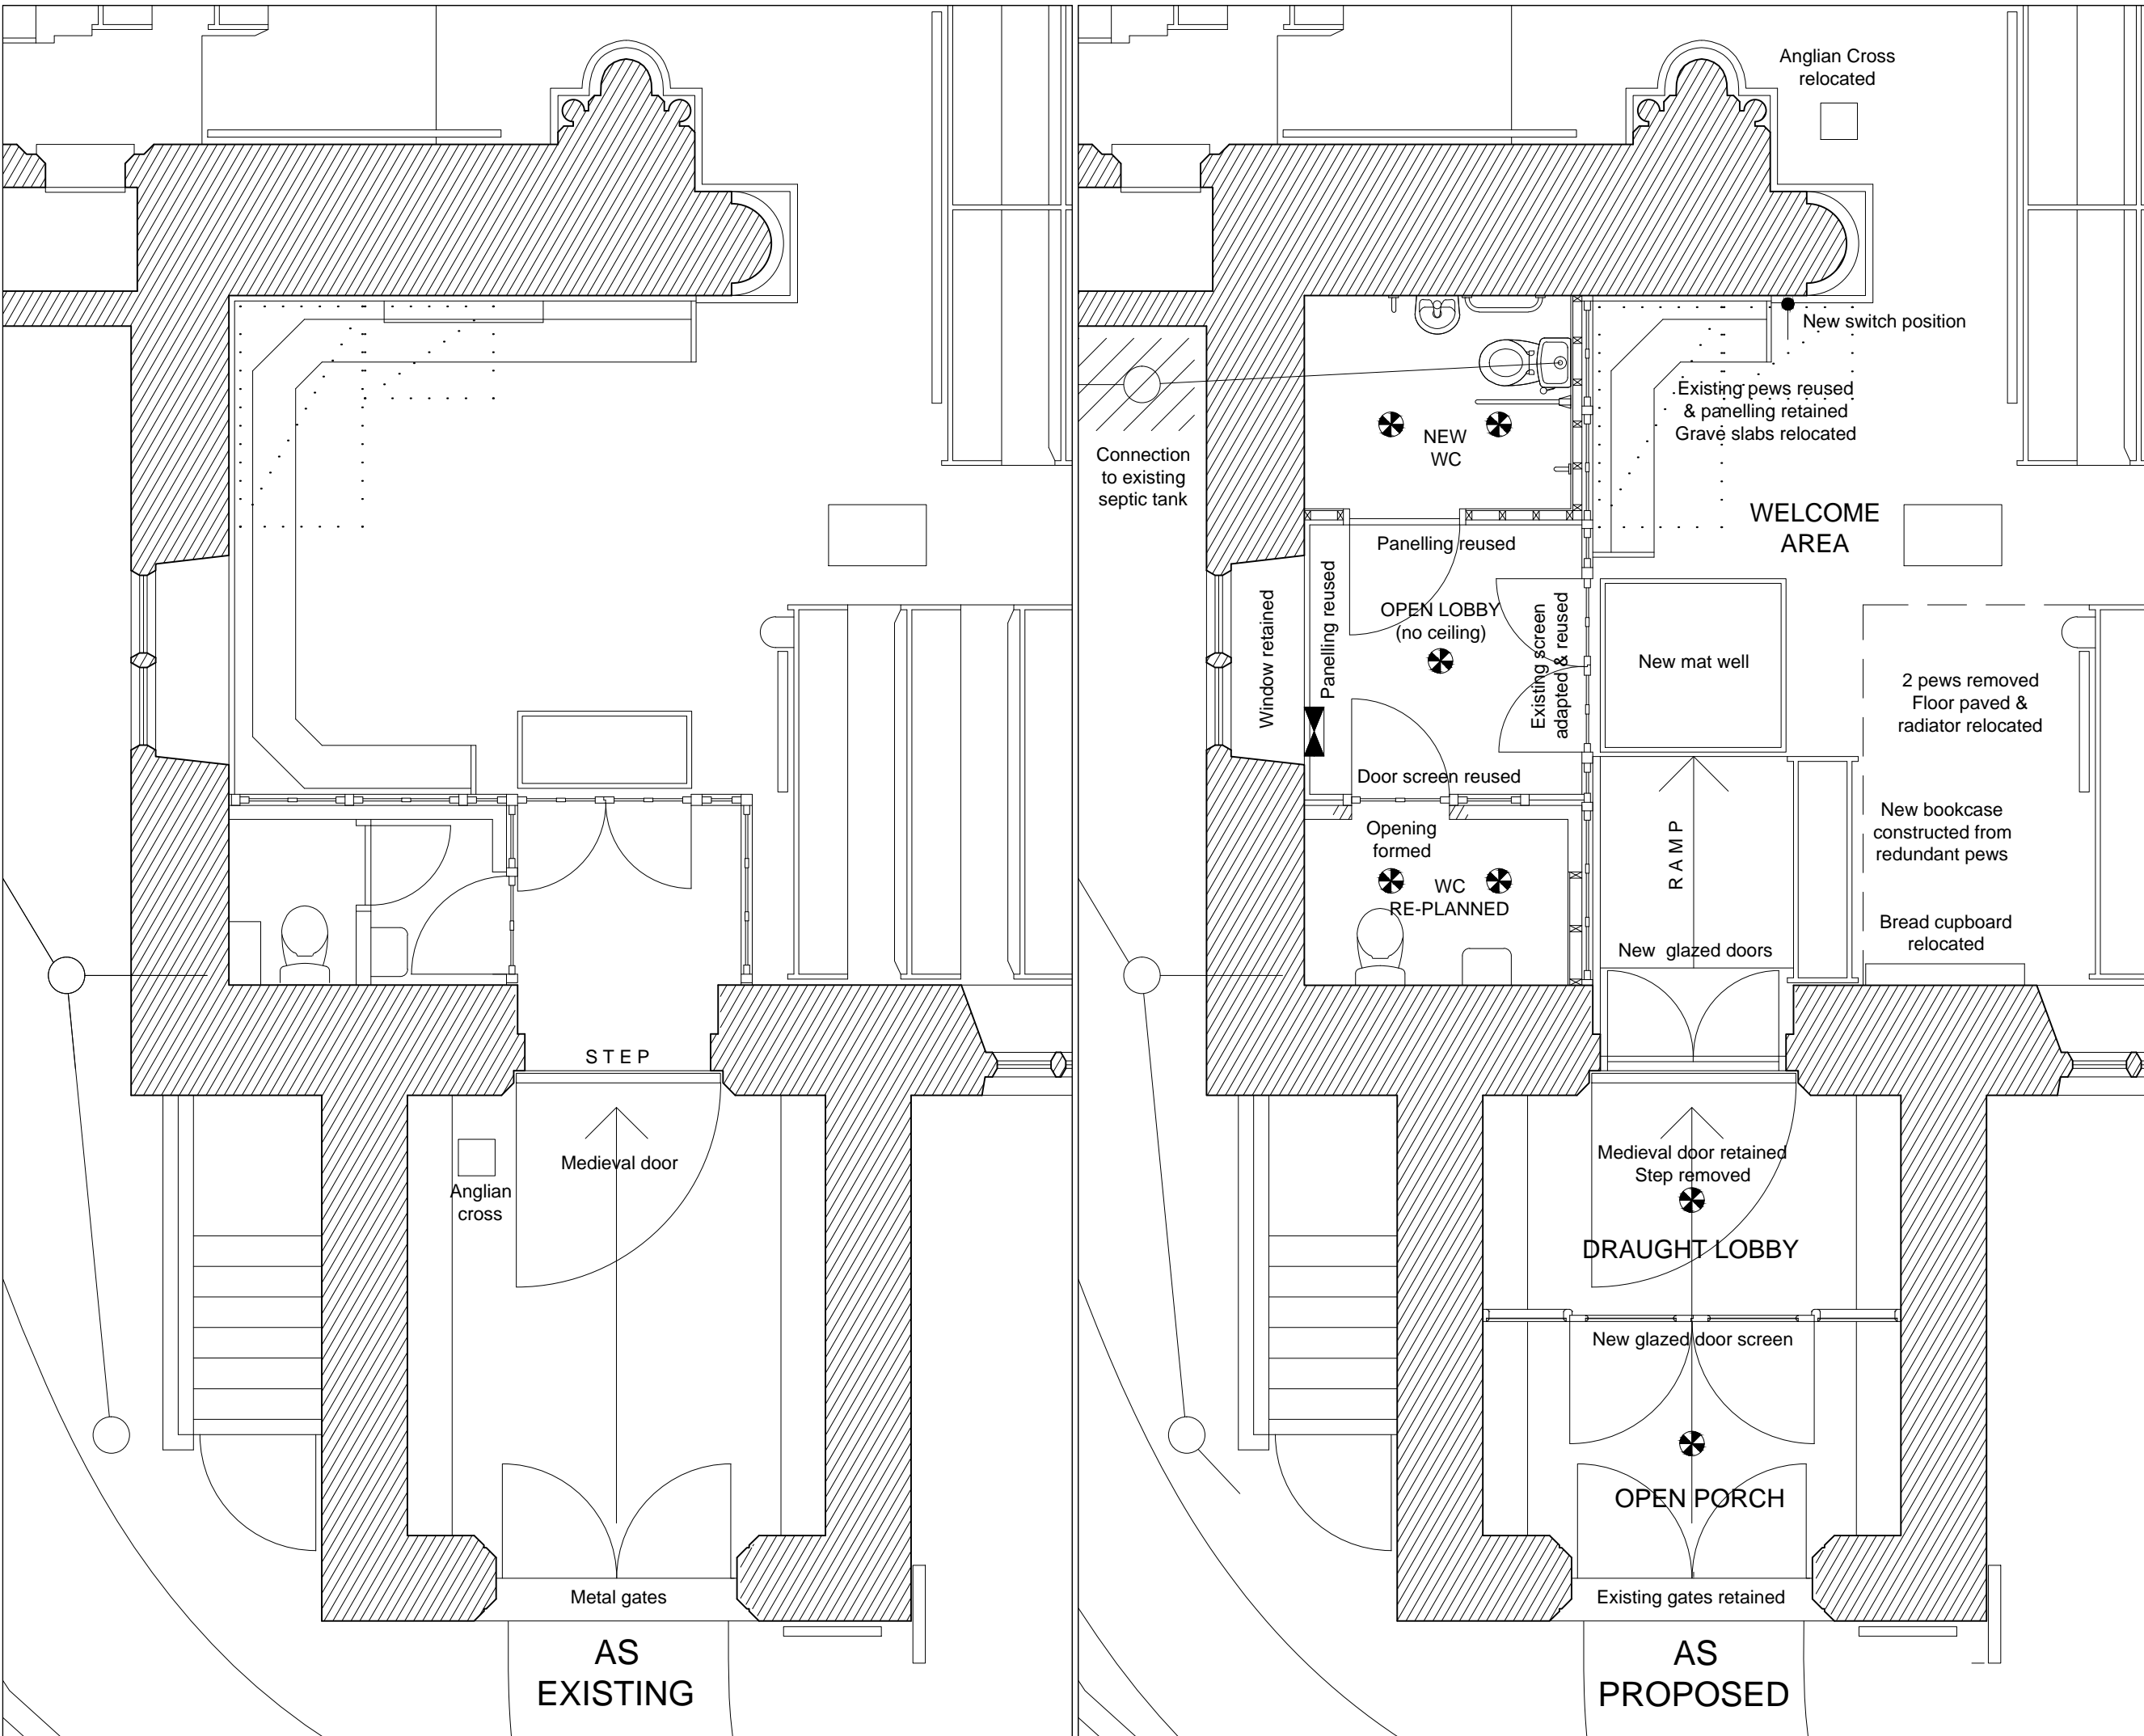 STEP
Medieval door
Anglian
cross
Metal gates
AS
EXISTING
Anglian Cross
relocated
New switch position
Existing pews reused
& panelling retained
Grave slabs relocated
NEW
WC
Connection
to existing
septic tank
WELCOME
AREA
Panelling reused
Window retained
Panelling reused
OPEN LOBBY
(no ceiling)
Existing screen
adapted & reused
New mat well
2 pews removed
Floor paved &
radiator relocated
Door screen reused
Opening
formed
WC
RE-PLANNED
RAMP
New bookcase
constructed from
redundant pews
Bread cupboard
relocated
New glazed doors
Medieval door retained
Step removed
DRAUGHT LOBBY
New glazed door screen
OPEN PORCH
Existing gates retained
AS
PROPOSED